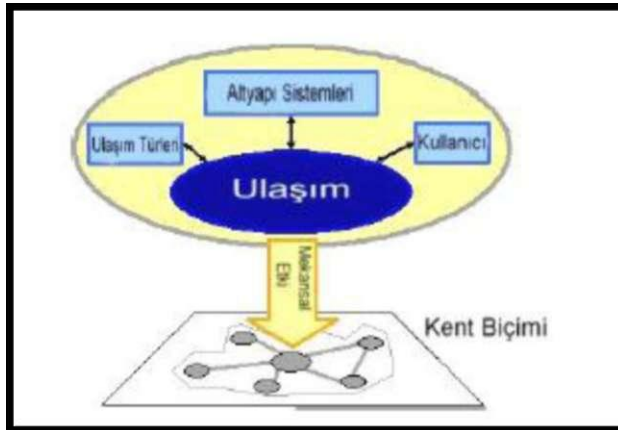 Altyapı Sistemleri
Ulaşım Türleri
Kullanıcı
Ulaşım
Mekansal
Etki
Kent Biçimi